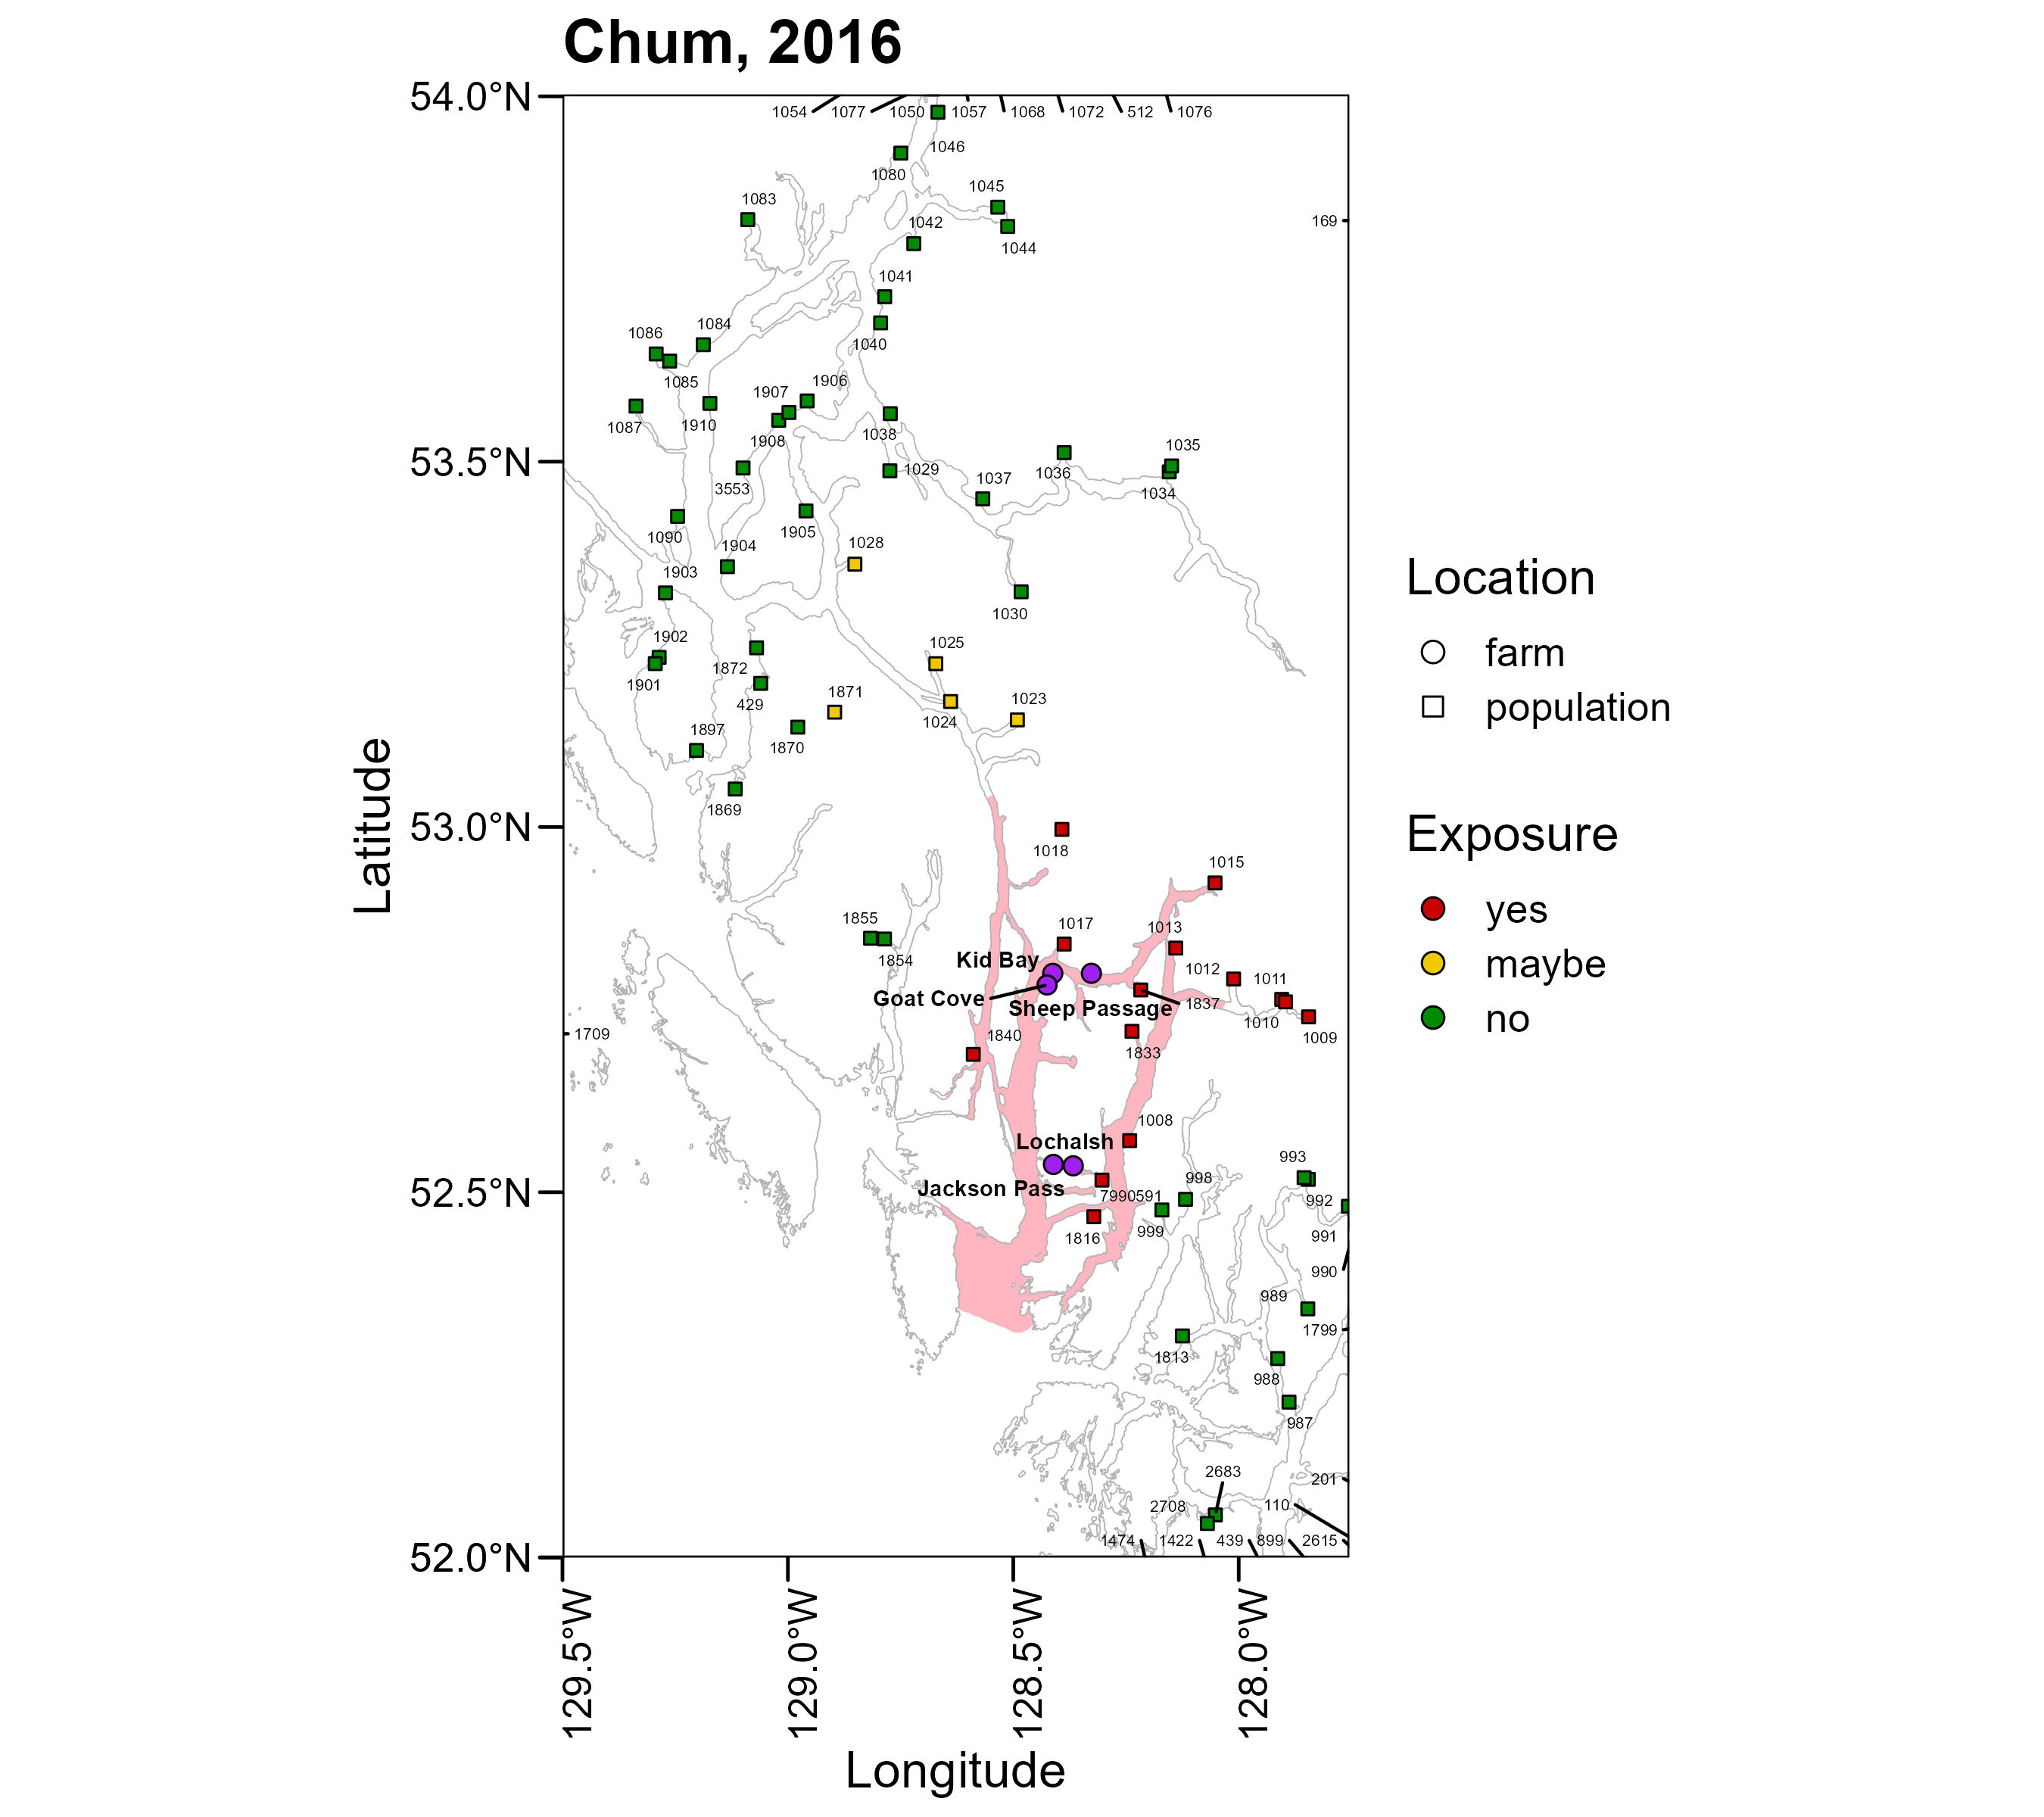 Chum, 2016
54.0°N
1054 1077 1050 1057 1068 1072 512 1076
1046
1080
1045
1083
1042
169
1044
1041
1084
1086
1040
1085
1906
1907
1087
1910
1038
1908
1035
53.5°N
1029
1036
1037
3553
1034
1905
1090
1028
1904
1903
1030
1902
1025
1872
1901
1871
1023
429
1024
1897
1870
1869
53.0°N
1018
1015
1855
1017
1013
1854
Kid Bay
1012
1011
Goat Cove
1837
Sheep Passage
1010
1709
1840
1009
1833
1008
Lochalsh
993
998
52.5°N
Jackson Pass
7990591
992
999
1816
991
990
989
1799
1813
988
987
2683
201
2708
110
1474 1422 439 899 2615
52.0°N
129.5°W
129.0°W
128.5°W
128.0°W
Longitude
Latitude
Location
farm
population
Exposure
yes
maybe
no